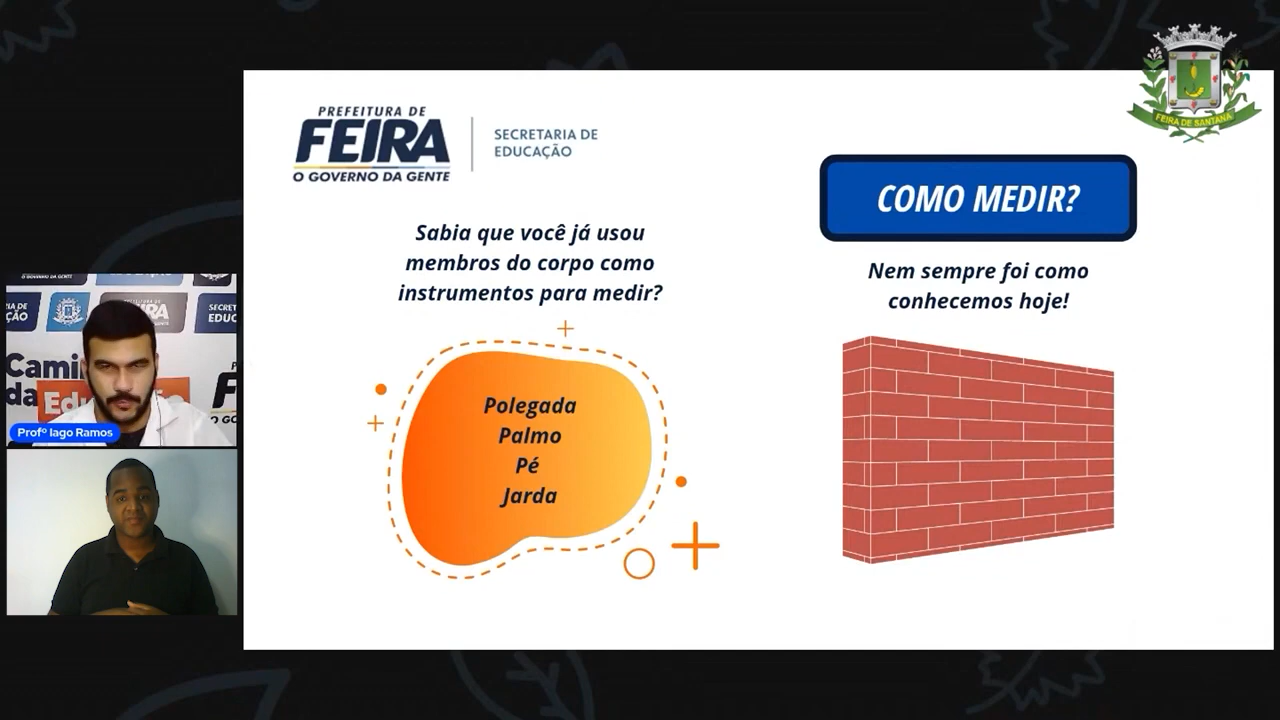 FEIRA DE SANTANA
PREFEITURA DE
FEIRA
O GOVERNO DA GENTE
SECRETARIA DE
EDUCAÇÃO
COMO MEDIR?
Sabia que você já usou
membros do corpo como
instrumentos para medir?
Nem sempre foi como
conhecemos hoje!
Polegada
Palmo
Pé
Jarda
Profº Iago Ramos